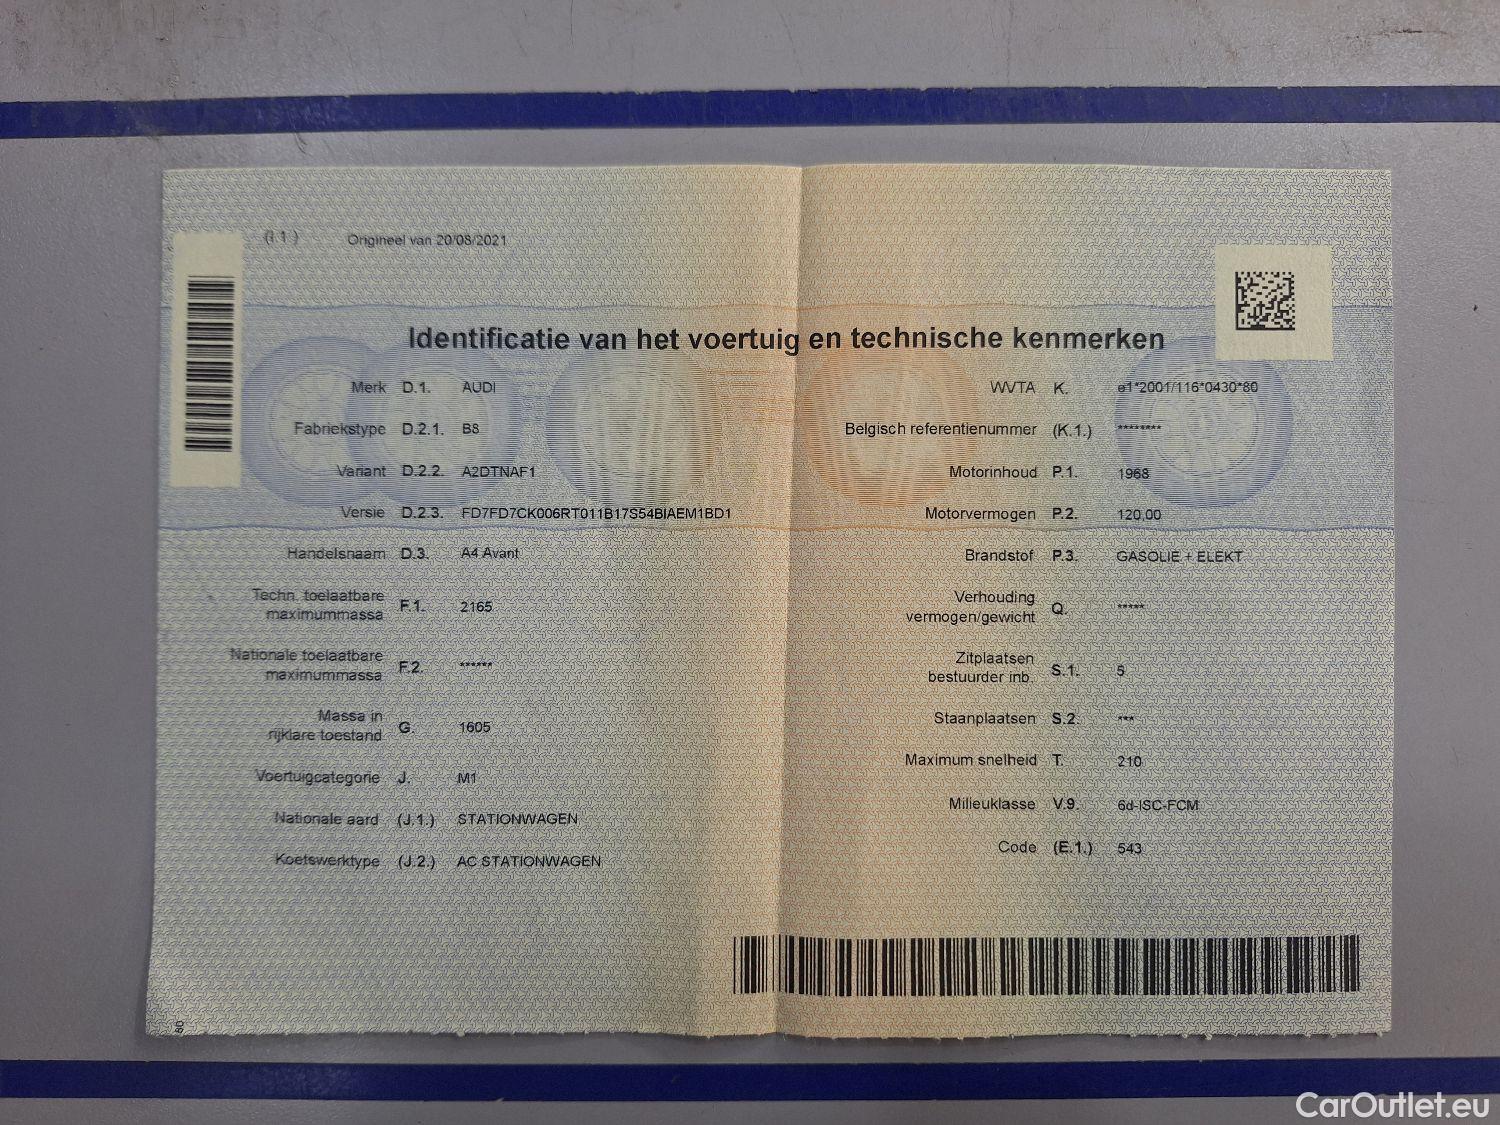 (I.1.) Origineel van 20/08/2021
Identificatie van het voertuig en technische kenmerken
Merk D.1. AUDI
Fabriekstype D.2.1. B8
Variant D.2.2. A2DTNAF1
Versie D.2.3. FD7FD7CK006RT011B17S54BIAEM1BD1
Handelsnaam D.3. A4 Avant
Techn. toelaatbare
maximummassa F.1. 2165
Nationale toelaatbare
maximummassa F.2. ******
Massa in
rijklare toestand G. 1605
Voertuigcategorie J. M1
Nationale aard (J.1.) STATIONWAGEN
Koetswerktype (J.2.) AC STATIONWAGEN
WVTA K. e1*2001/116*0430*80
Belgisch referentienummer (K.1.) ********
Motorinhoud P.1. 1968
Motorvermogen P.2. 120,00
Brandstof P.3. GASOLIE + ELEKT
Verhouding
vermogen/gewicht Q. *****
Zitplaatsen
bestuurder inb. S.1. 5
Staanplaatsen S.2. ***
Maximum snelheid T. 210
Milieuklasse V.9. 6d-ISC-FCM
Code (E.1.) 543
CarOutlet.eu